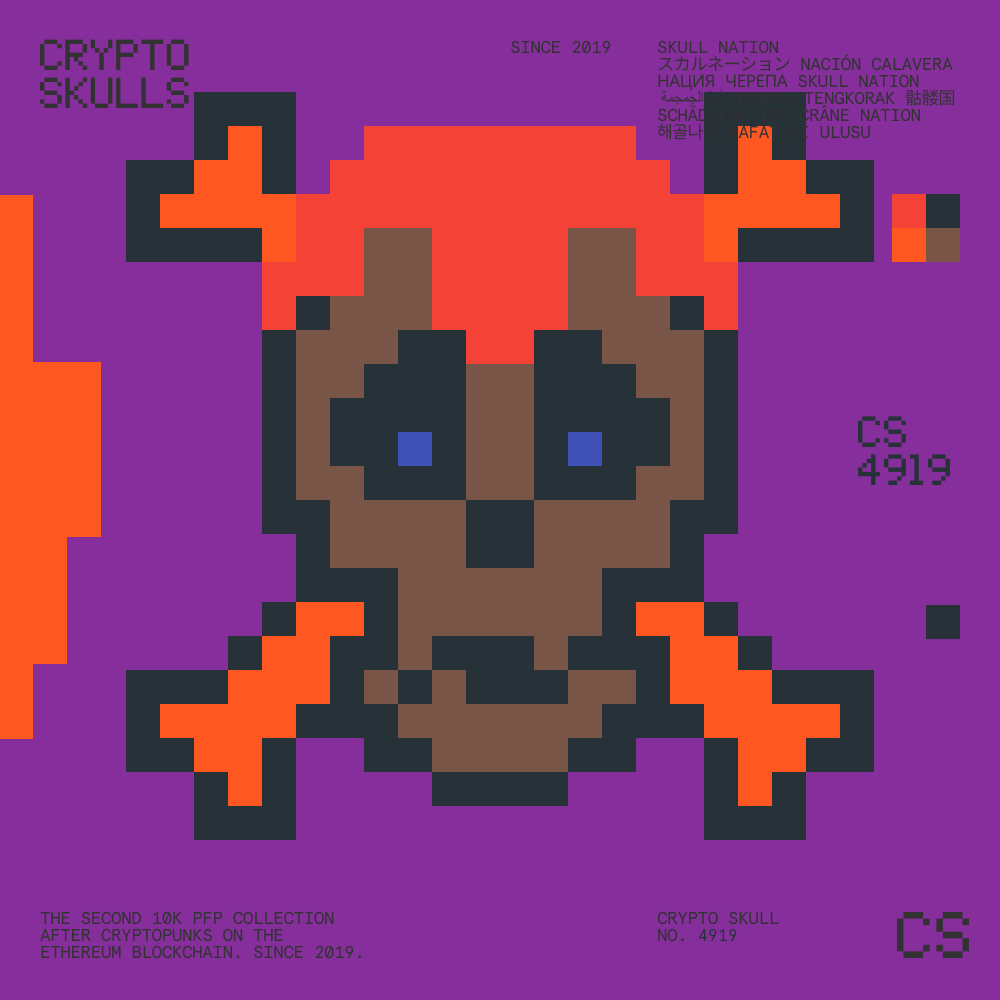 CRYPTO
SKULLS
SINCE 2019
SKULL NATION
スカルネーション NACIÓN CALAVERA
НАЦИЯ ЧЕРЕПА SKULL NATION
TENGKORAK 骷髅国
CRÂNE NATION
해골 ULUSU
CS
4919
THE SECOND 10K PFP COLLECTION
AFTER CRYPTOPUNKS ON THE
ETHEREUM BLOCKCHAIN. SINCE 2019.
CRYPTO SKULL
NO. 4919
CS